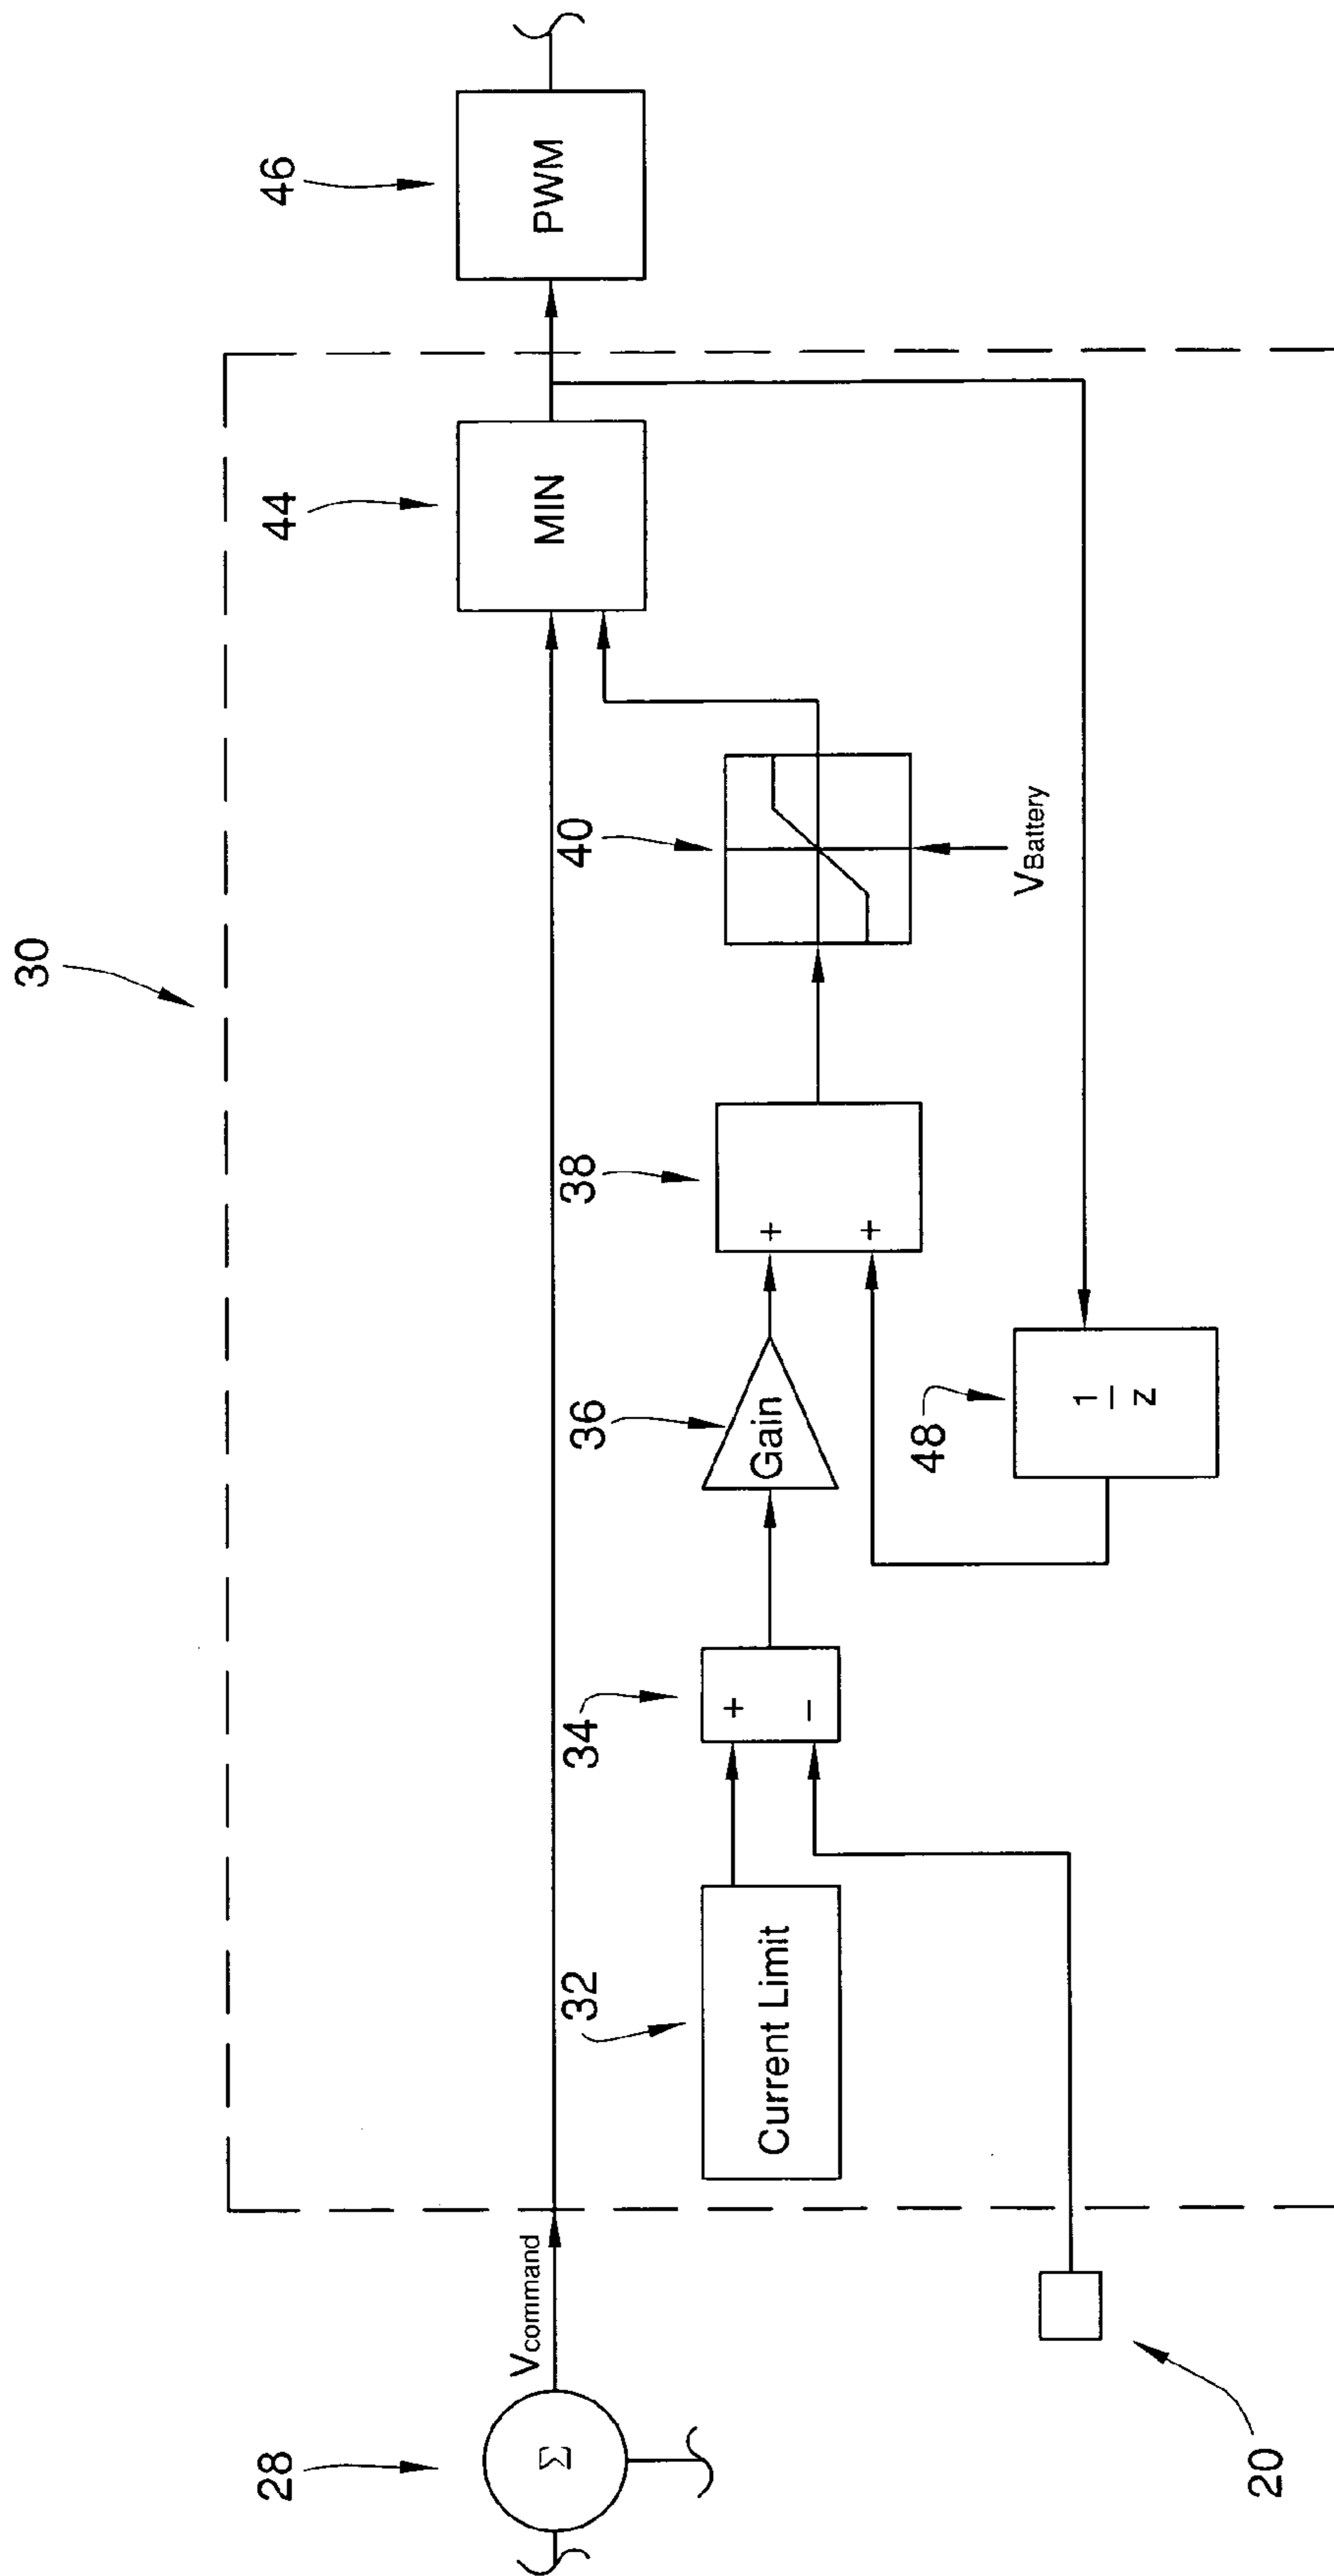 30
28
Σ
Vcommand
44
MIN
46
PWM
32
Current Limit
34
+
−
36
Gain
38
+
+
40
VBattery
48
1
z
20